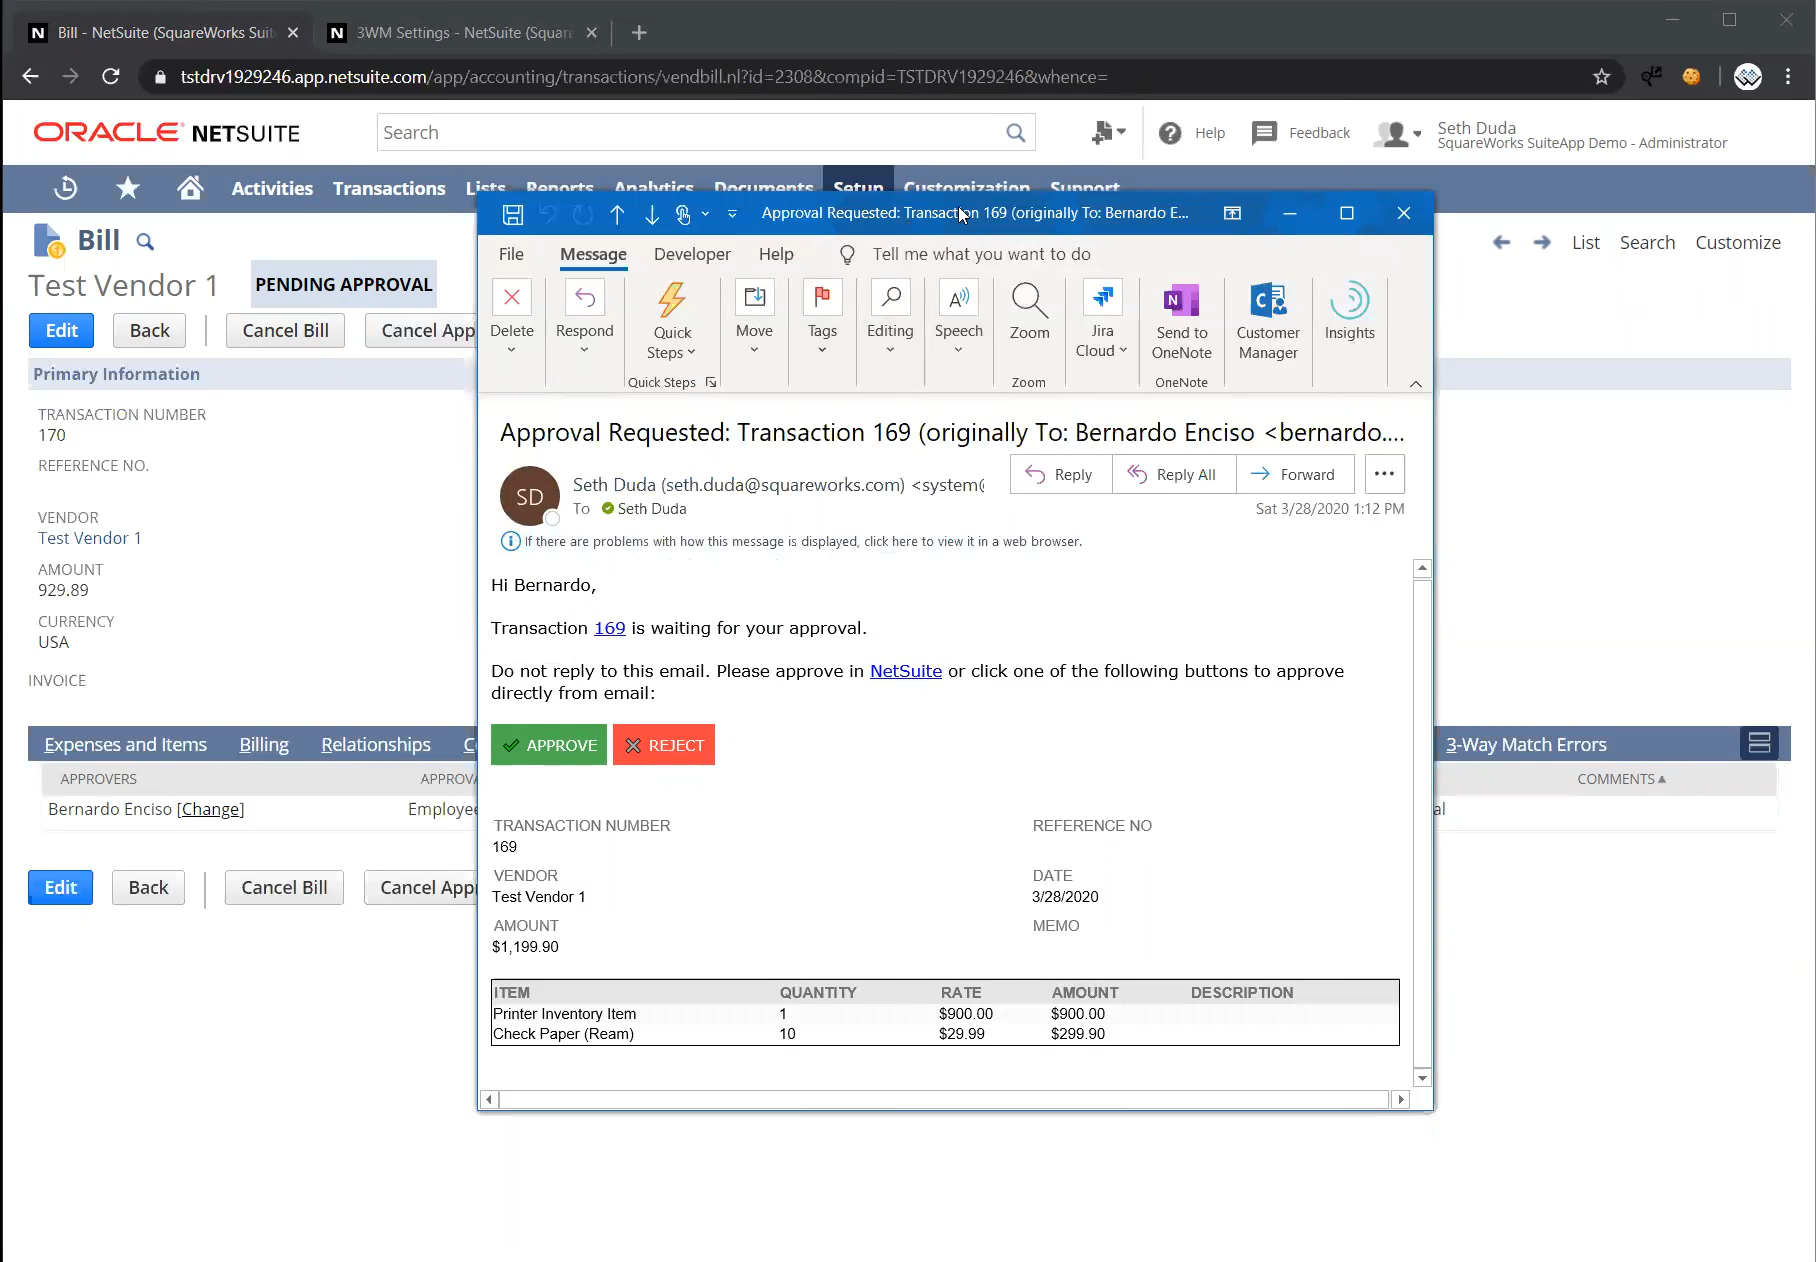 Bill - NetSuite (SquareWorks Suit
3WM Settings - NetSuite (Square
tstdrv1929246.app.netsuite.com/app/accounting/transactions/vendbill.nl?id=2308&compid=TSTDRV1929246&whence=
ORACLE NETSUITE
Search
Help
Feedback
Seth Duda
SquareWorks SuiteApp Demo - Administrator
Activities Transactions Lists Reports Analytics Documents Setup Customization Support
Bill
List Search Customize
Test Vendor 1
PENDING APPROVAL
Edit Back Cancel Bill Cancel App
Primary Information
TRANSACTION NUMBER
170
REFERENCE NO.
VENDOR
Test Vendor 1
AMOUNT
929.89
CURRENCY
USA
INVOICE
Expenses and Items Billing Relationships C
3-Way Match Errors
APPROVERS APPROVA COMMENTS
Bernardo Enciso [Change] Employee al
Edit Back Cancel Bill Cancel App
Approval Requested: Transaction 169 (originally To: Bernardo E...
File Message Developer Help Tell me what you want to do
Delete Respond Quick Steps Move Tags Editing Speech Zoom Jira Cloud Send to OneNote Customer Manager Insights
Quick Steps Zoom OneNote
Approval Requested: Transaction 169 (originally To: Bernardo Enciso <bernardo....
SD
Seth Duda (seth.duda@squareworks.com) <system@
To Seth Duda
Reply Reply All Forward
Sat 3/28/2020 1:12 PM
If there are problems with how this message is displayed, click here to view it in a web browser.
Hi Bernardo,
Transaction 169 is waiting for your approval.
Do not reply to this email. Please approve in NetSuite or click one of the following buttons to approve
directly from email:
APPROVE REJECT
TRANSACTION NUMBER REFERENCE NO
169
VENDOR DATE
Test Vendor 1 3/28/2020
AMOUNT MEMO
$1,199.90
ITEM QUANTITY RATE AMOUNT DESCRIPTION
Printer Inventory Item 1 $900.00 $900.00
Check Paper (Ream) 10 $29.99 $299.90